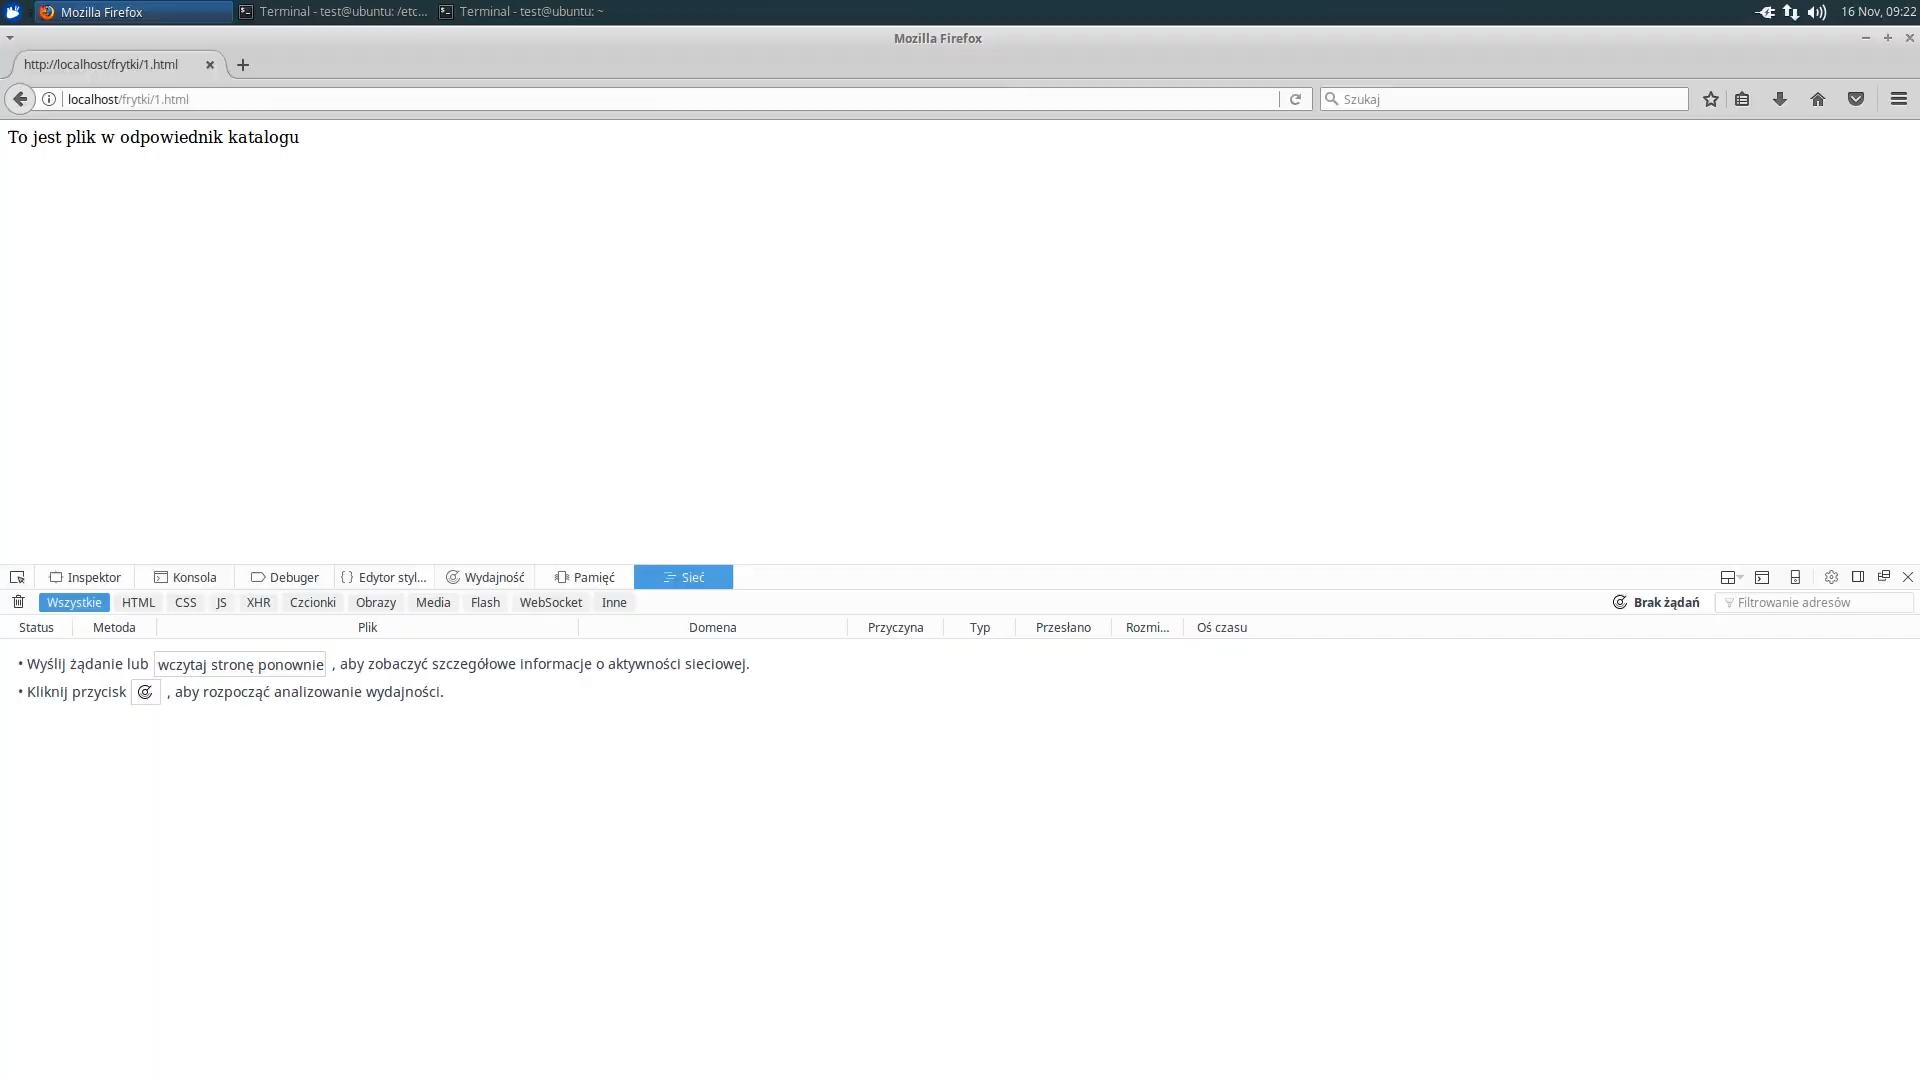 Mozilla Firefox
Terminal - test@ubuntu: /etc...
Terminal - test@ubuntu: ~
16 Nov, 09:22
Mozilla Firefox
http://localhost/frytki/1.html
localhost/frytki/1.html
Szukaj
To jest plik w odpowiednik katalogu
Inspektor
Konsola
Debuger
Edytor styl...
Wydajność
Pamięć
Sieć
Wszystkie
HTML
CSS
JS
XHR
Czcionki
Obrazy
Media
Flash
WebSocket
Inne
Brak żądań
Filtrowanie adresów
Status
Metoda
Plik
Domena
Przyczyna
Typ
Przesłano
Rozmi...
Oś czasu
• Wyślij żądanie lub wczytaj stronę ponownie , aby zobaczyć szczegółowe informacje o aktywności sieciowej.
• Kliknij przycisk , aby rozpocząć analizowanie wydajności.